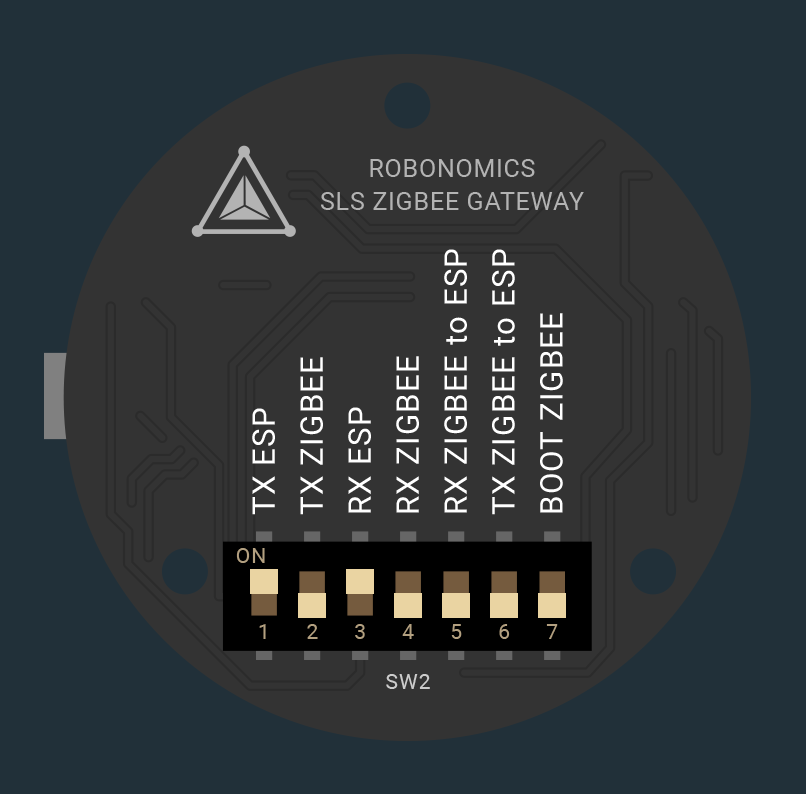 ROBONOMICS
SLS ZIGBEE GATEWAY
TX ESP
TX ZIGBEE
RX ESP
RX ZIGBEE
RX ZIGBEE to ESP
TX ZIGBEE to ESP
BOOT ZIGBEE
ON
1 2 3 4 5 6 7
SW2